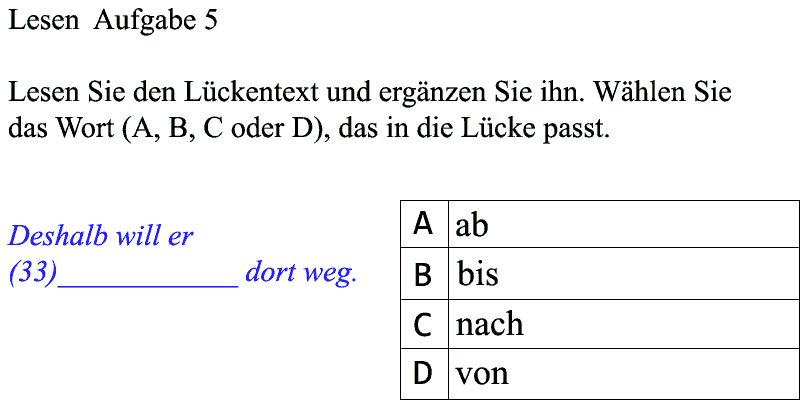 Lesen  Aufgabe 5
Lesen Sie den Lückentext und ergänzen Sie ihn. Wählen Sie
das Wort (A, B, C oder D), das in die Lücke passt.
Deshalb will er
(33)____________ dort weg.
A ab
B bis
C nach
D von